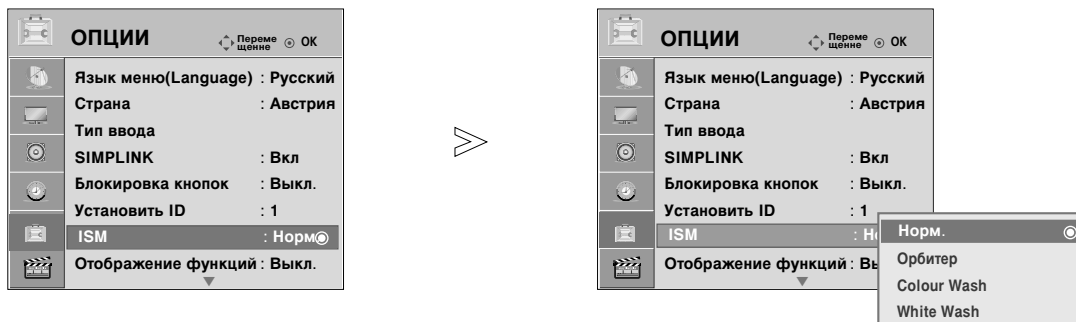 ОПЦИИ
Переме
щенне
OK
Язык меню(Language) : Русский
Страна : Австрия
Тип ввода
SIMPLINK : Вкл
Блокировка кнопок : Выкл.
Установить ID : 1
ISM : Норм
Отображение функций : Выкл.
ОПЦИИ
Переме
щенне
OK
Язык меню(Language) : Русский
Страна : Австрия
Тип ввода
SIMPLINK : Вкл
Блокировка кнопок : Выкл.
Установить ID : 1
ISM :
Отображение функций :
Норм.
Орбитер
Colour Wash
White Wash